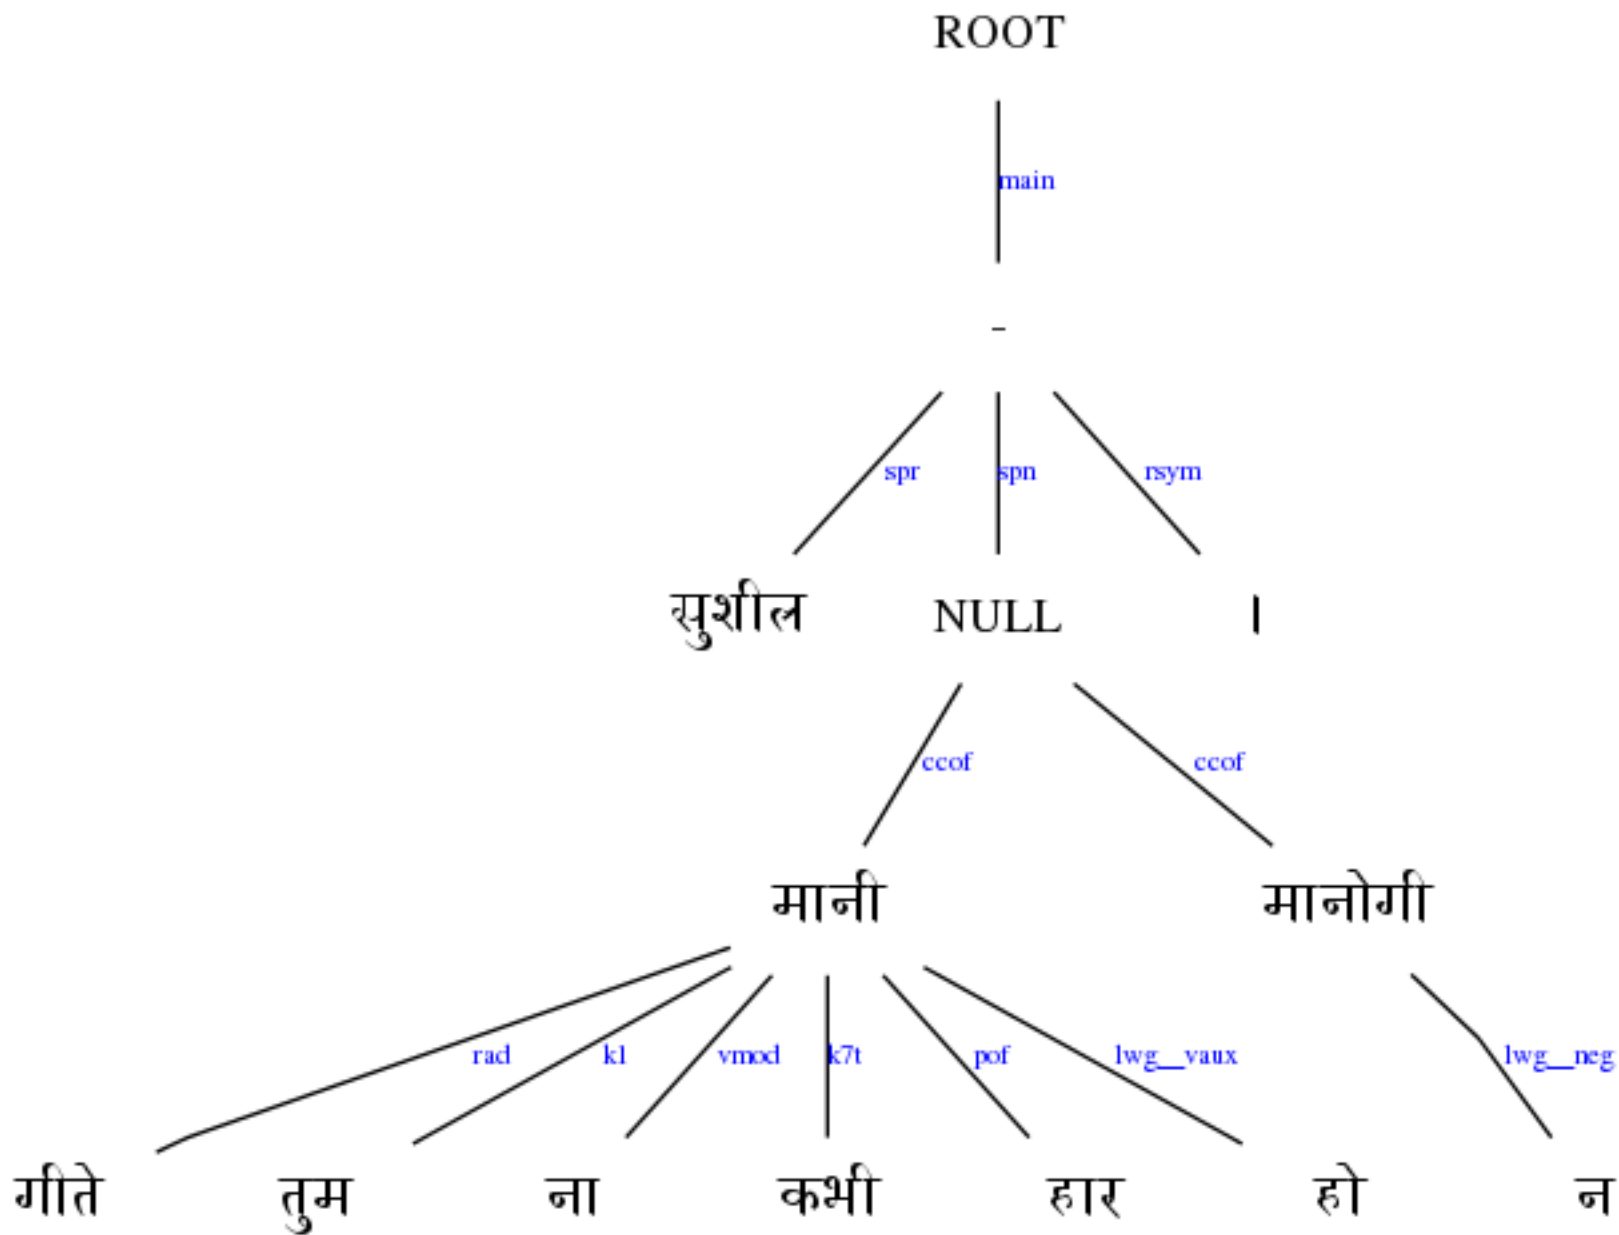 ROOT
main
-
spr spn rsym
सुशील NULL ।
ccof ccof
मानी मानोगी
rad k1 vmod k7t pof lwg__vaux lwg__neg
गीते तुम ना कभी हार हो न